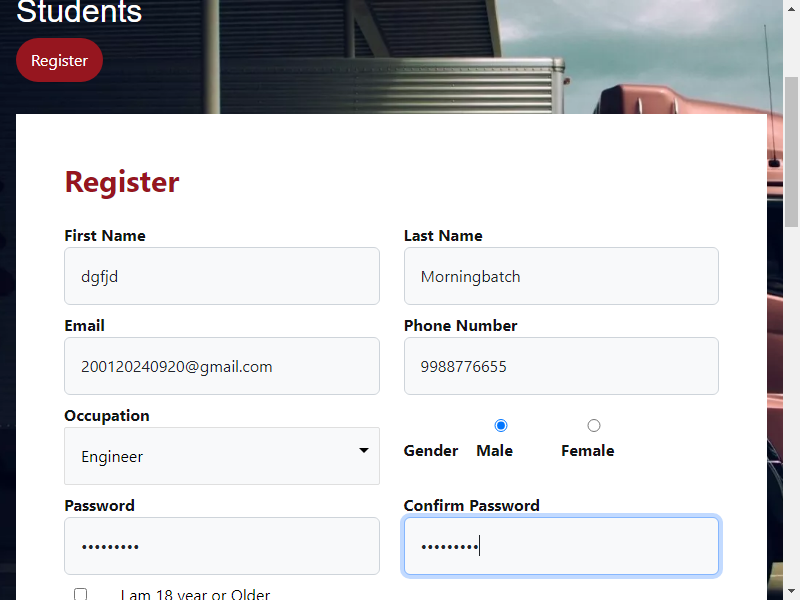 Students
Register
Register
First Name
Last Name
dgfjd
Morningbatch
Email
Phone Number
200120240920@gmail.com
9988776655
Occupation
Engineer
Gender Male Female
Password
Confirm Password
•••••••••
•••••••••
I am 18 year or Older